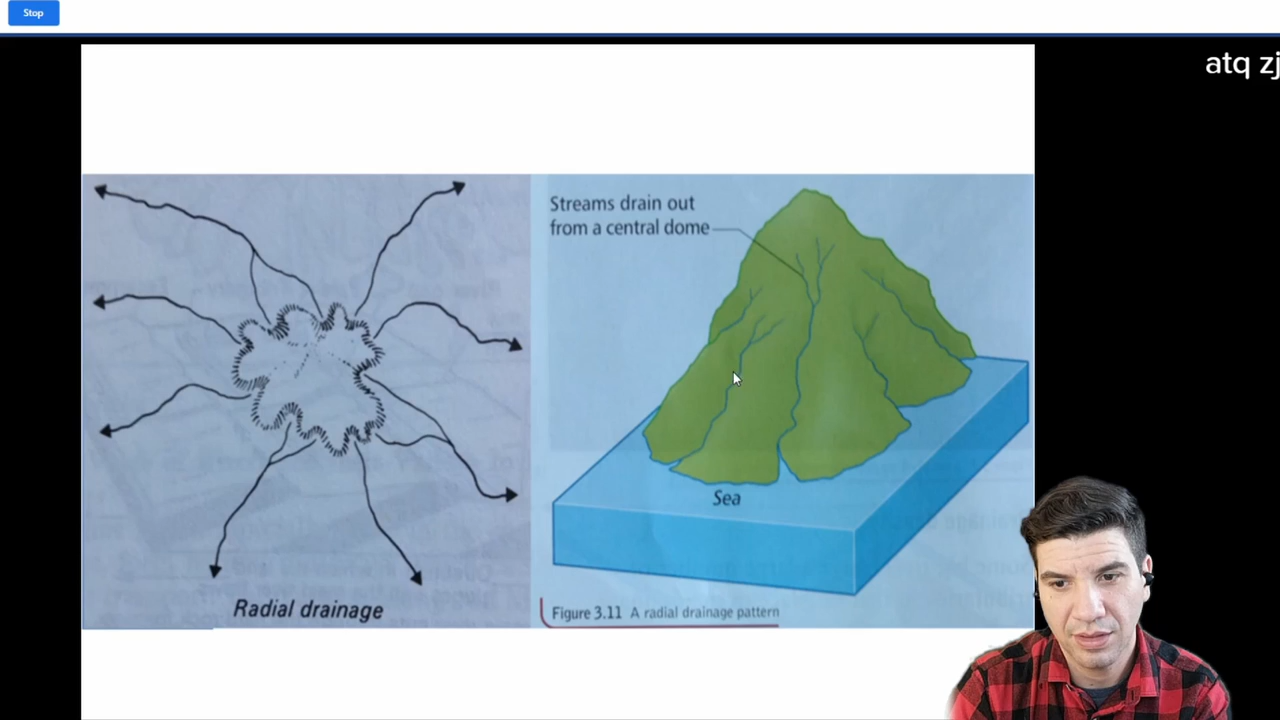 Stop
atq zj
Streams drain out
from a central dome
Sea
Radial drainage
Figure 3.11 A radial drainage pattern